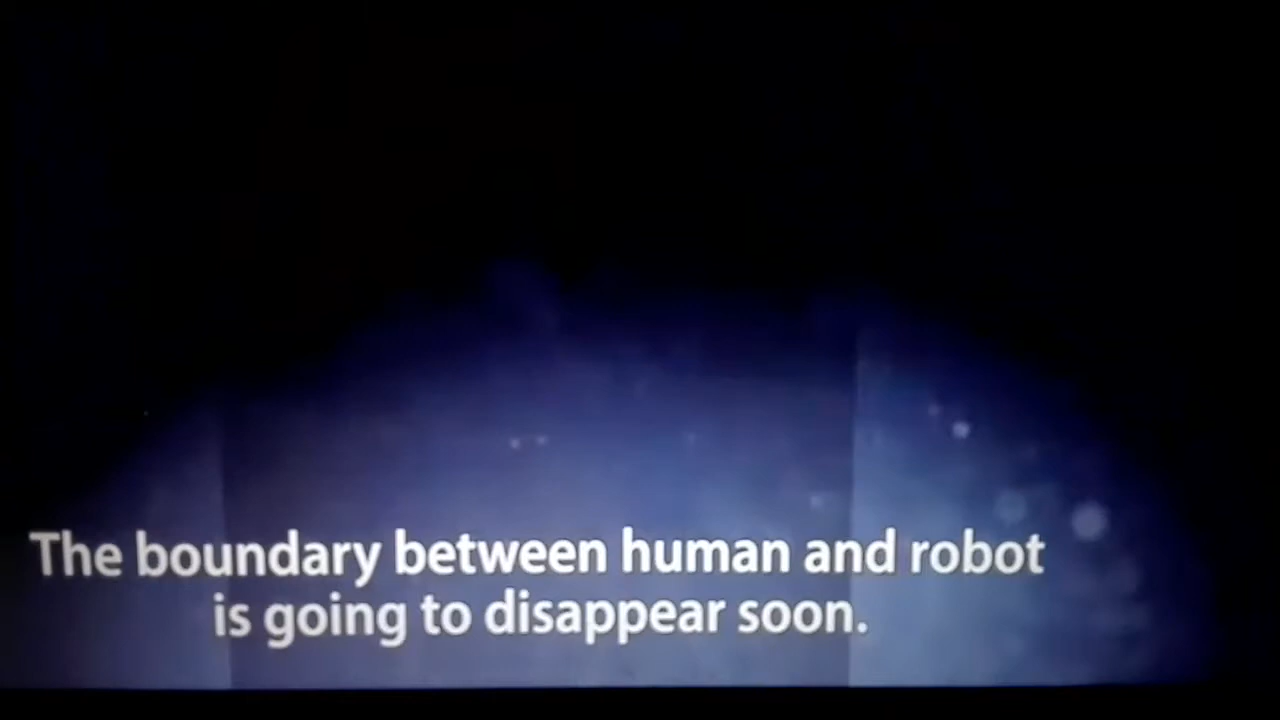 The boundary between human and robot
is going to disappear soon.